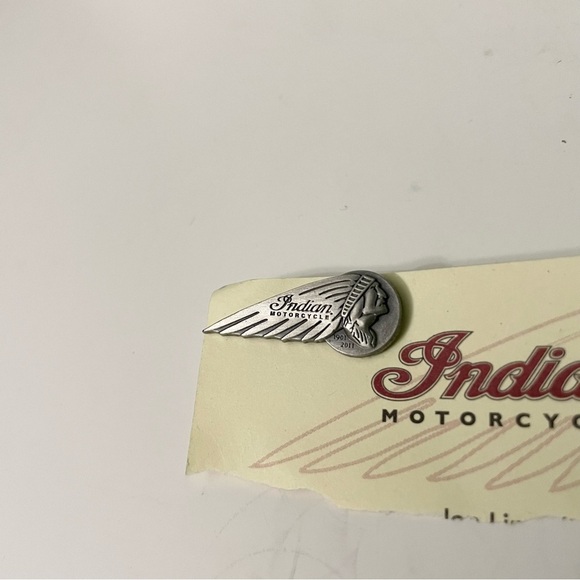 Indian
MOTORCYCLE
1901
2011
Indian
MOTORCYC